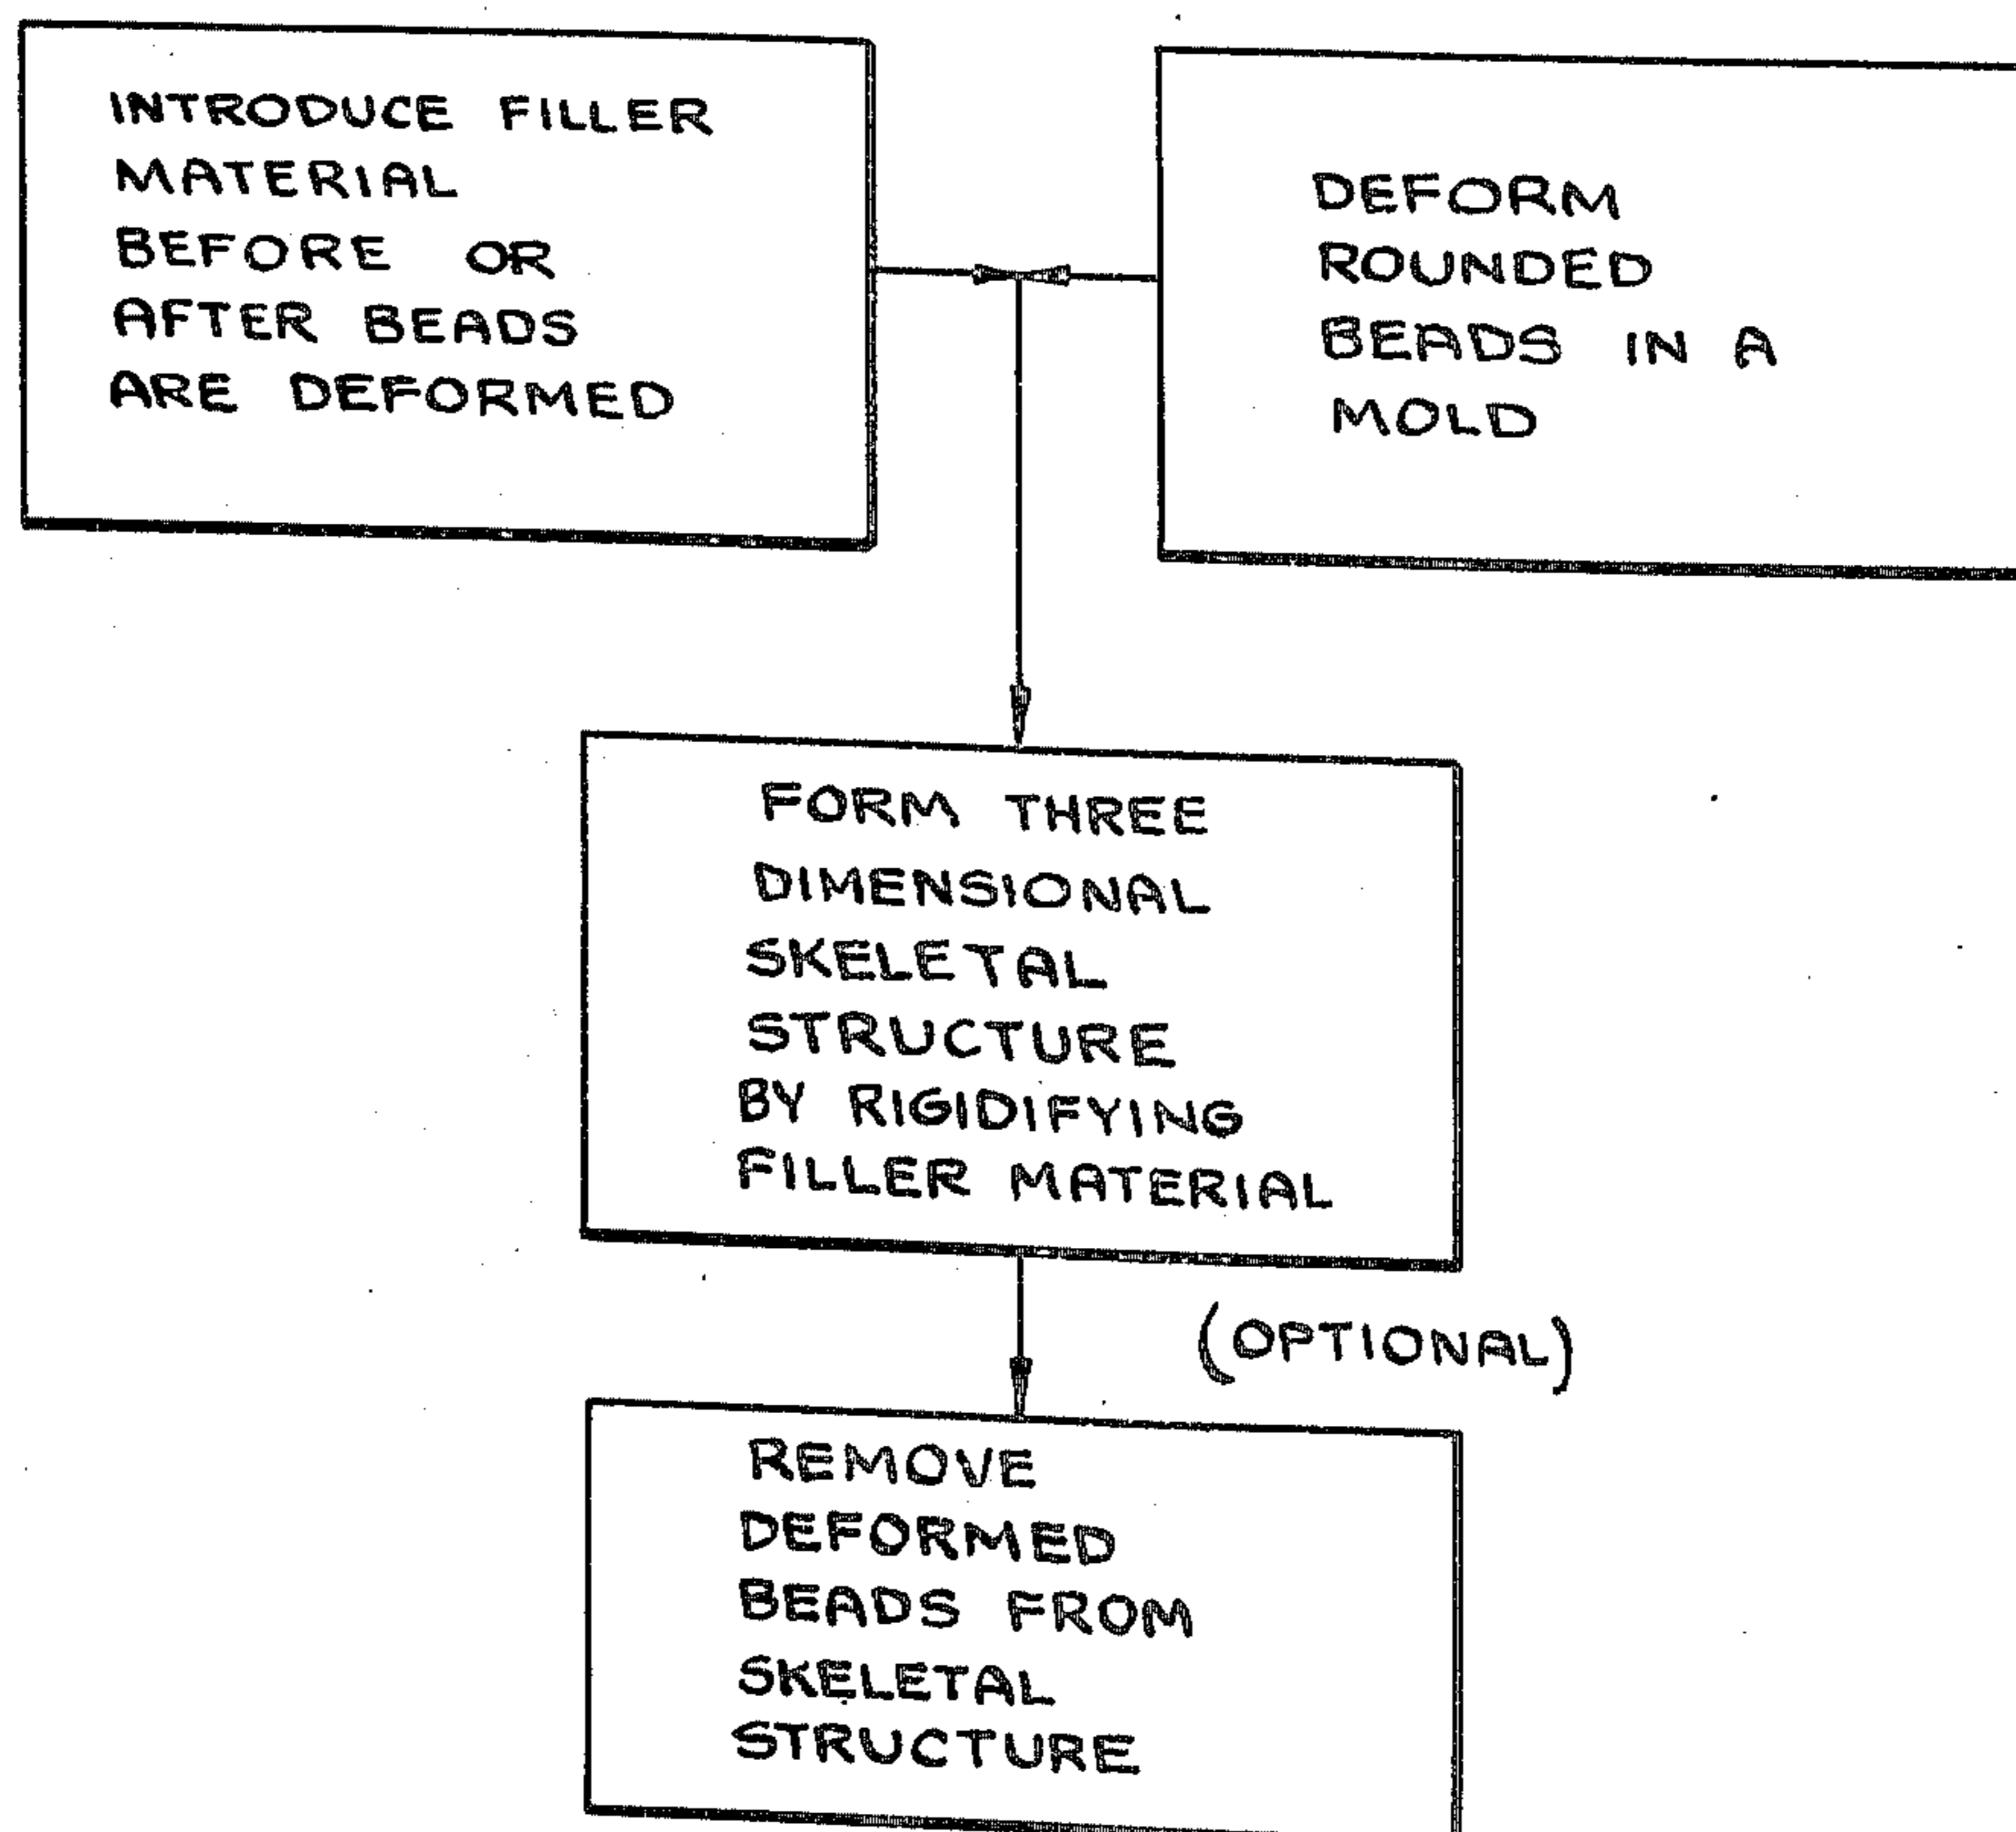 INTRODUCE FILLER
MATERIAL
BEFORE OR
AFTER BEADS
ARE DEFORMED
DEFORM
ROUNDED
BEADS IN A
MOLD
FORM THREE
DIMENSIONAL
SKELETAL
STRUCTURE
BY RIGIDIFYING
FILLER MATERIAL
(OPTIONAL)
REMOVE
DEFORMED
BEADS FROM
SKELETAL
STRUCTURE